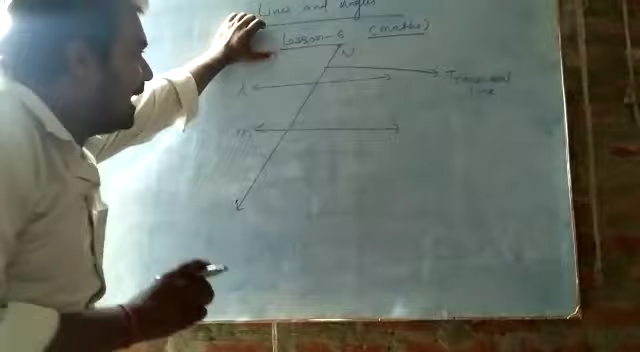 Lines and Angles
Lesson-6 (maths)
N
Transversal
line
m